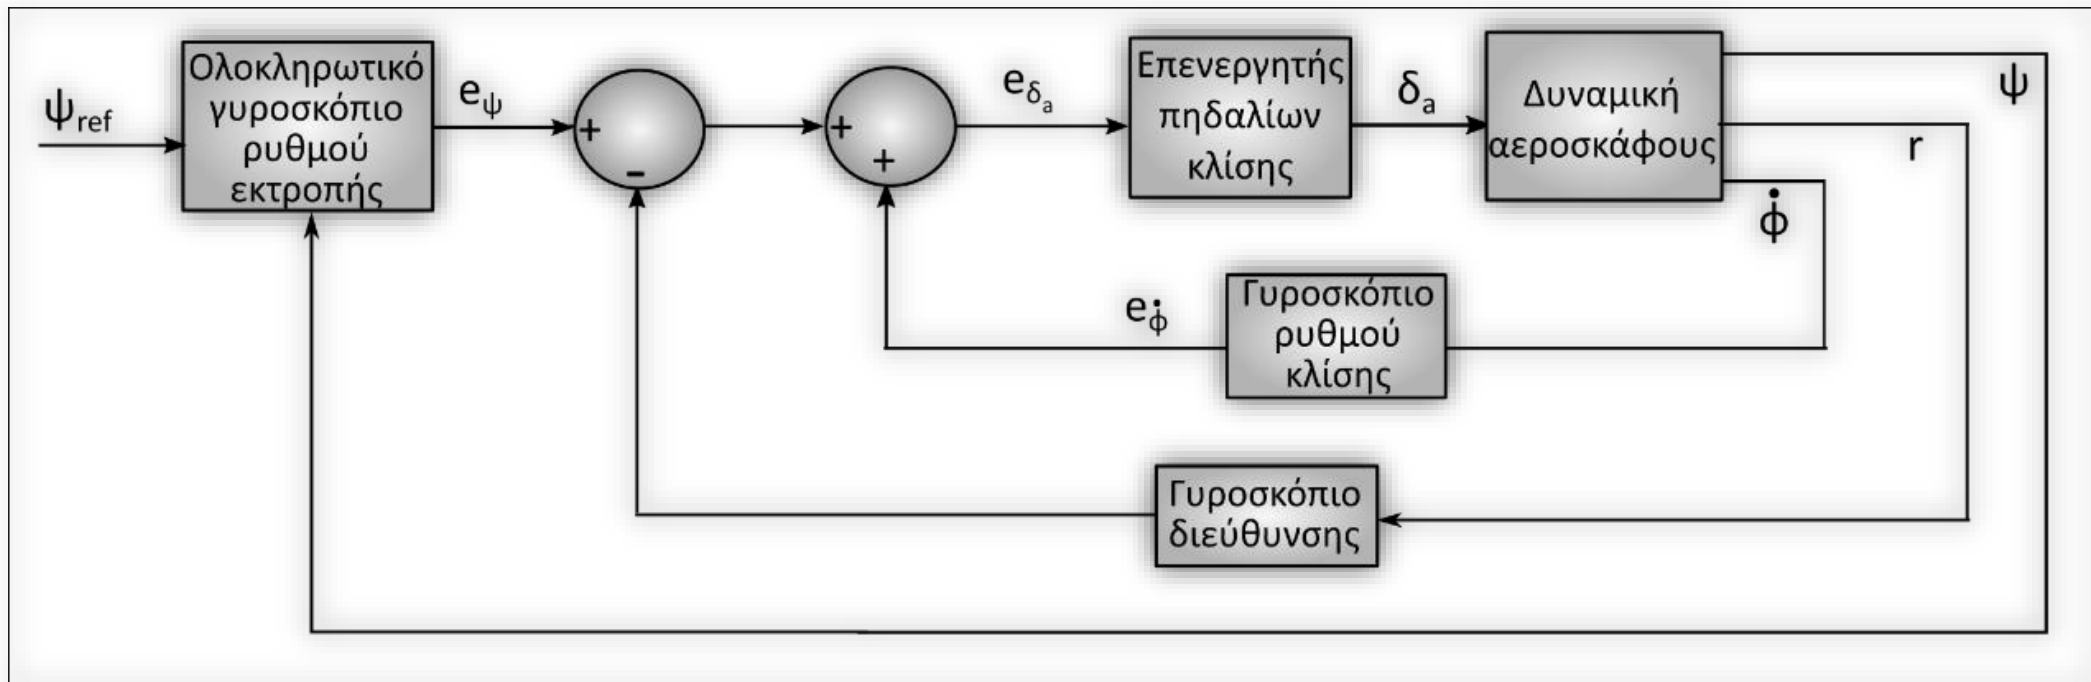 ψref
Ολοκληρωτικό
γυροσκόπιο
ρυθμού
εκτροπής
eψ
+
-
+
+
eδa
Επενεργητής
πηδαλίων
κλίσης
δa
Δυναμική
αεροσκάφους
ψ
r
φ̇
eφ̇
Γυροσκόπιο
ρυθμού
κλίσης
Γυροσκόπιο
διεύθυνσης